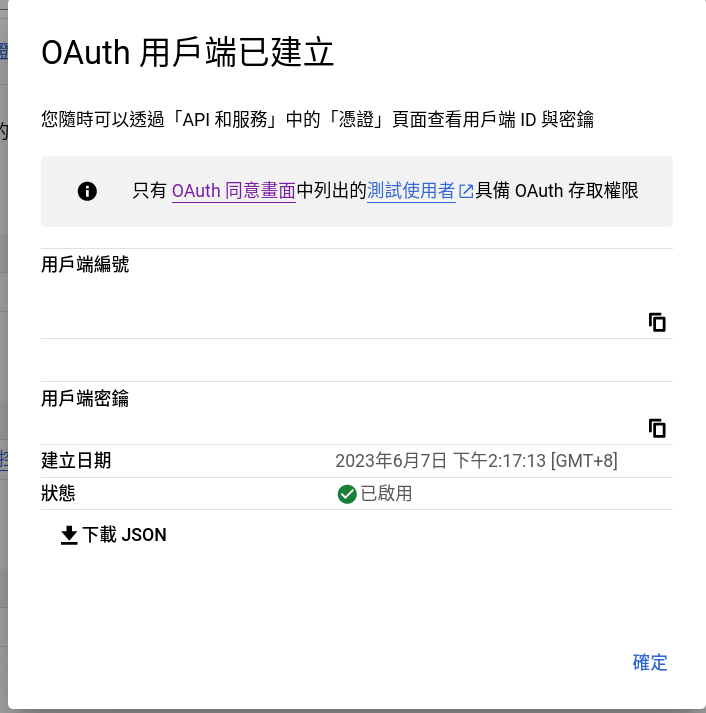 OAuth 用戶端已建立
您隨時可以透過「API 和服務」中的「憑證」頁面查看用戶端 ID 與密鑰
只有 OAuth 同意畫面中列出的測試使用者具備 OAuth 存取權限
用戶端編號
用戶端密鑰
建立日期 2023年6月7日 下午2:17:13 [GMT+8]
狀態 已啟用
下載 JSON
確定